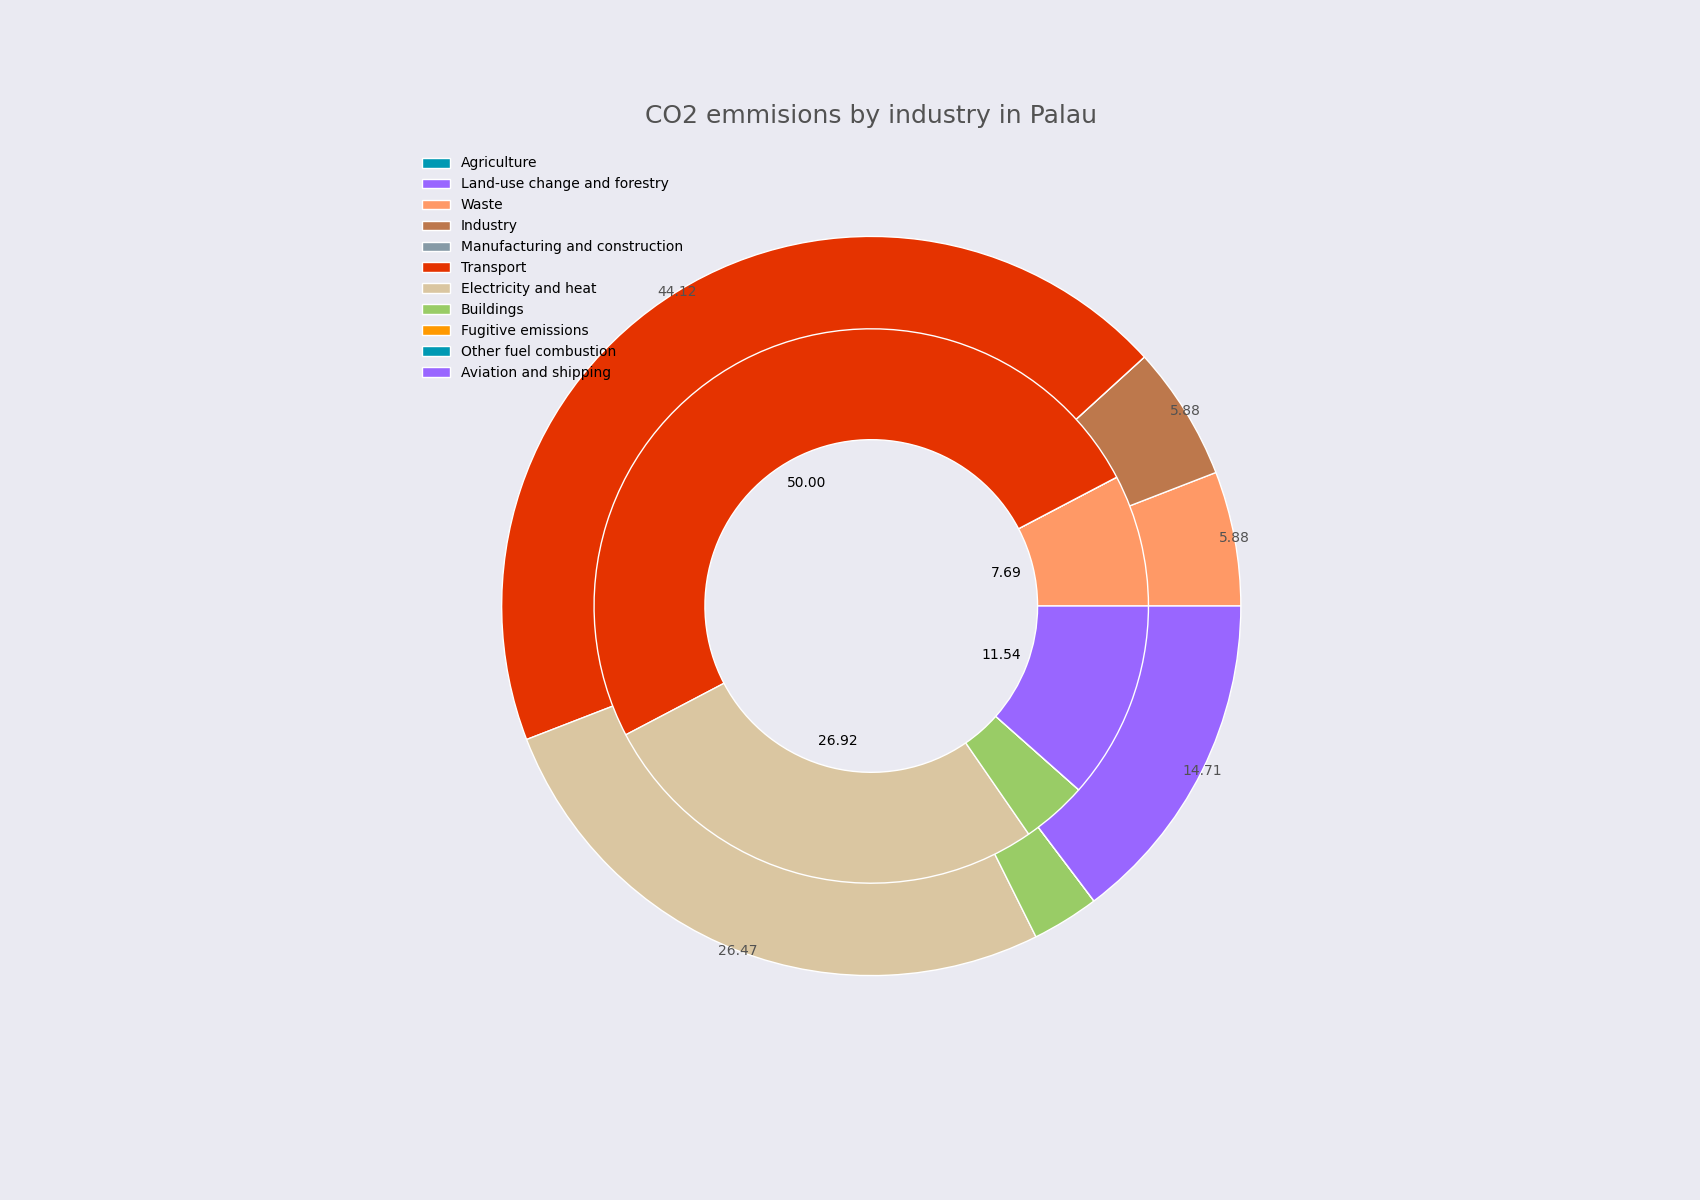 CO2 emmisions by industry in Palau
Agriculture
Land-use change and forestry
Waste
Industry
Manufacturing and construction
Transport
Electricity and heat
Buildings
Fugitive emissions
Other fuel combustion
Aviation and shipping
44.12
5.88
50.00
5.88
7.69
11.54
26.92
14.71
26.47